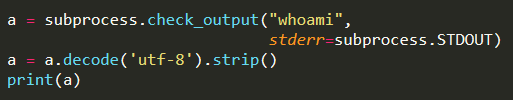 a = subprocess.check_output("whoami",
                            stderr=subprocess.STDOUT)
a = a.decode('utf-8').strip()
print(a)